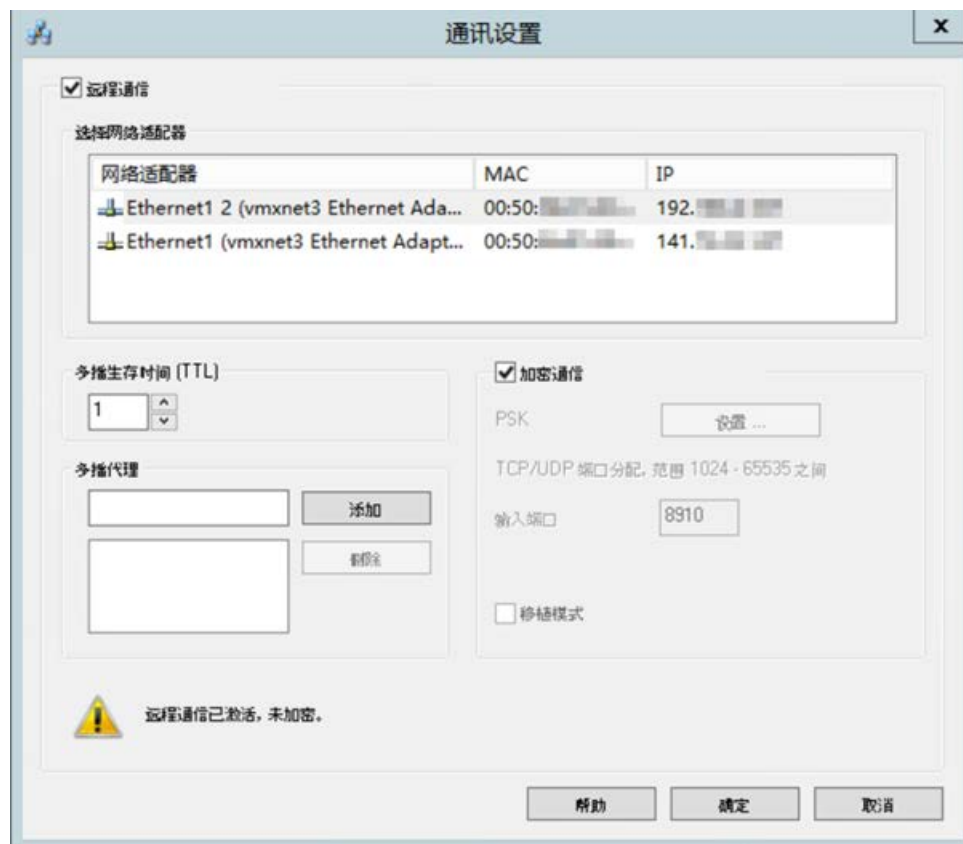 通讯设置
远程通信
选择网络适配器
网络适配器 MAC IP
Ethernet1 2 (vmxnet3 Ethernet Ada... 00:50: 192.
Ethernet1 (vmxnet3 Ethernet Adapt... 00:50: 141.
多播生存时间 (TTL)
1
加密通信
PSK 设置 ...
TCP/UDP 端口分配, 范围 1024 - 65535 之间
多播代理
添加
输入端口 8910
删除
移植模式
远程通信已激活, 未加密。
帮助 确定 取消